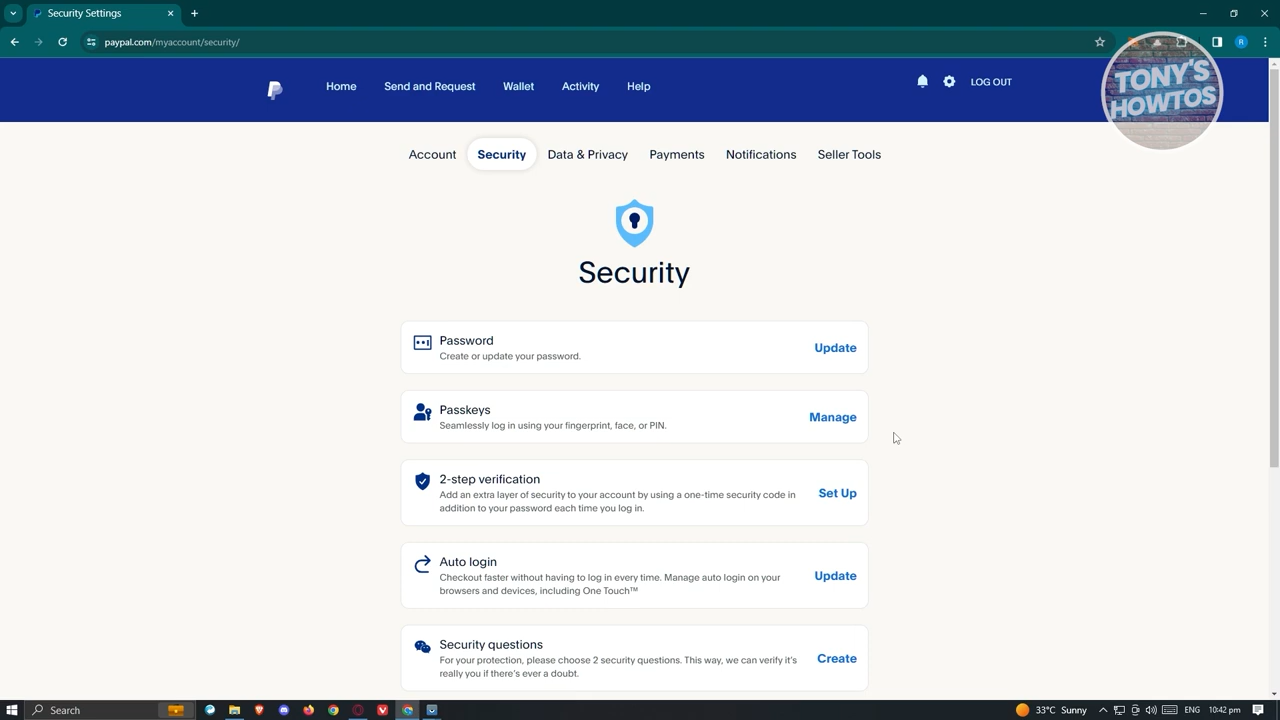 Security Settings
paypal.com/myaccount/security/
R
Home Send and Request Wallet Activity Help
LOG OUT
TONY'S
HOWTOS
Account Security Data & Privacy Payments Notifications Seller Tools
Security
Password
Create or update your password.
Update
Passkeys
Seamlessly log in using your fingerprint, face, or PIN.
Manage
2-step verification
Add an extra layer of security to your account by using a one-time security code in
addition to your password each time you log in.
Set Up
Auto login
Checkout faster without having to log in every time. Manage auto login on your
browsers and devices, including One Touch™
Update
Security questions
For your protection, please choose 2 security questions. This way, we can verify it's
really you if there's ever a doubt.
Create
Search
33°C Sunny
ENG
10:42 pm